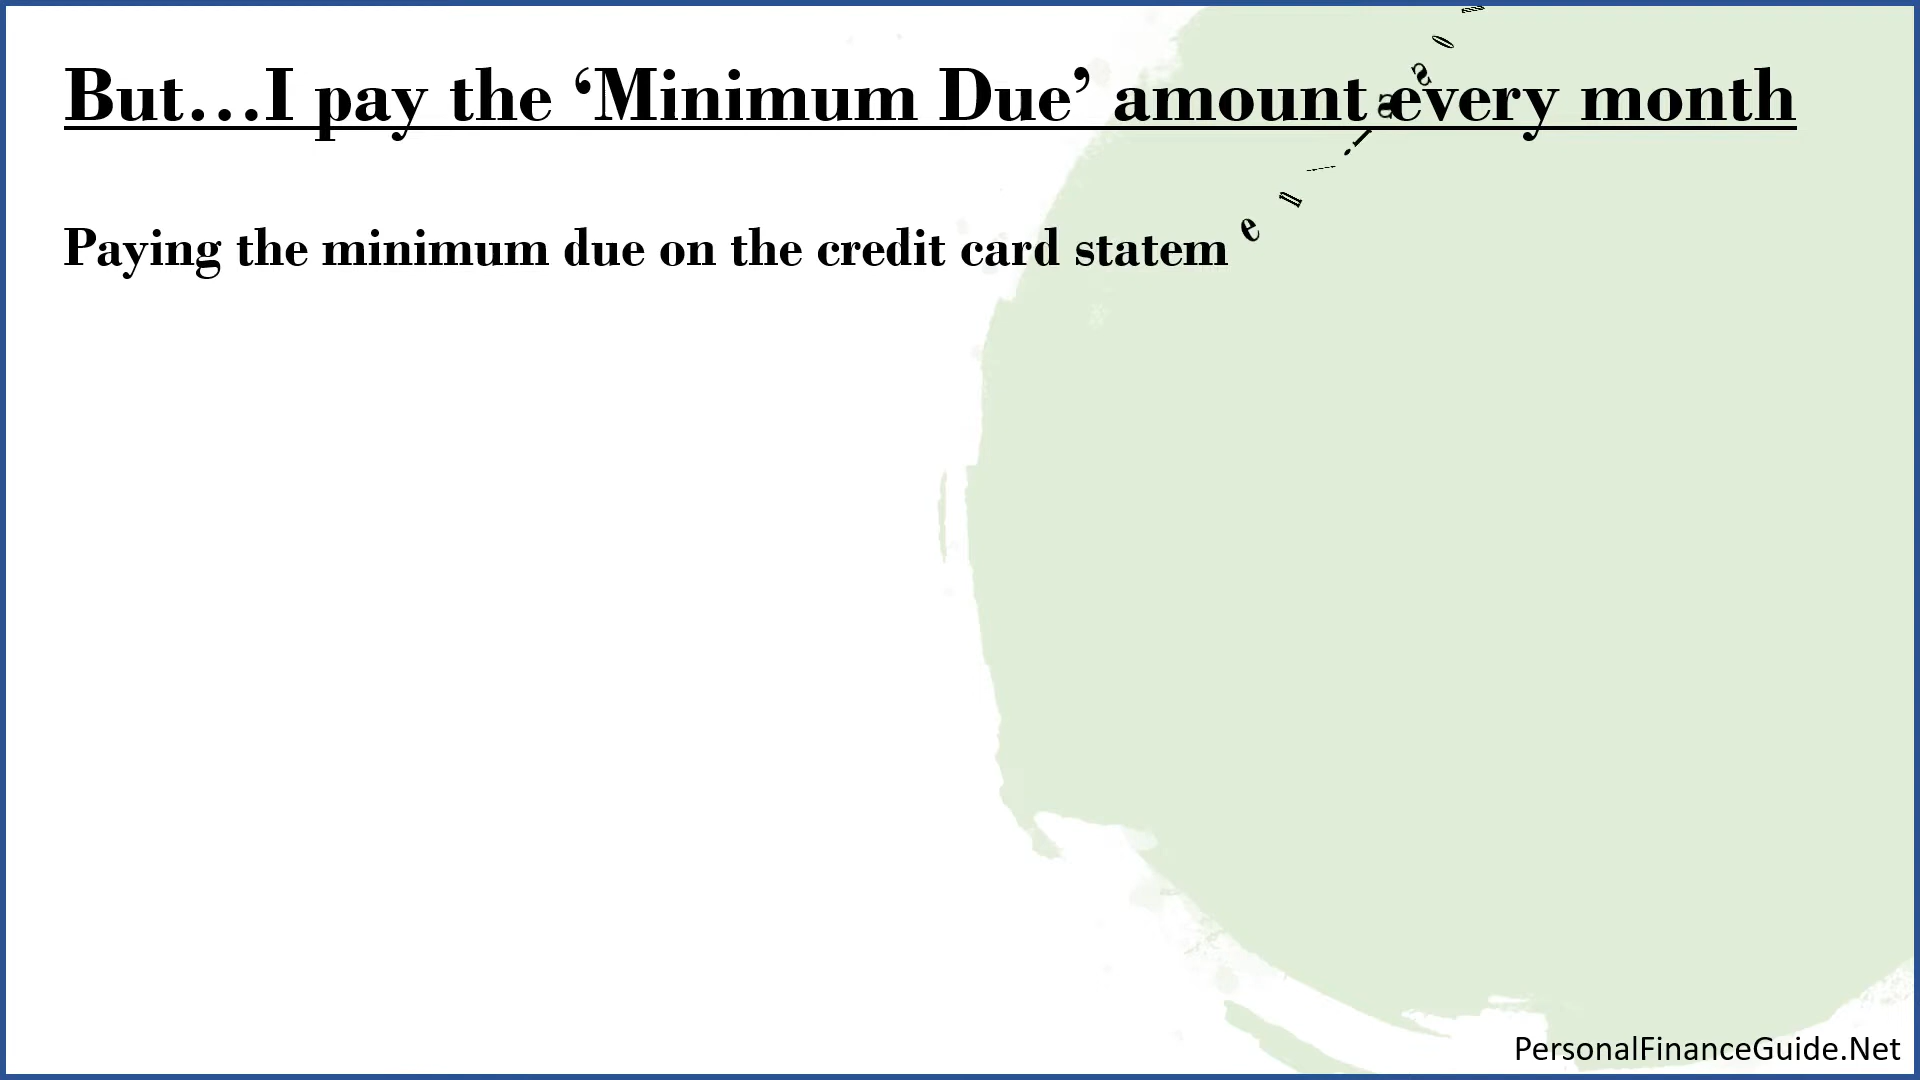 But…I pay the ‘Minimum Due’ amount every month
Paying the minimum due on the credit card statem
PersonalFinanceGuide.Net